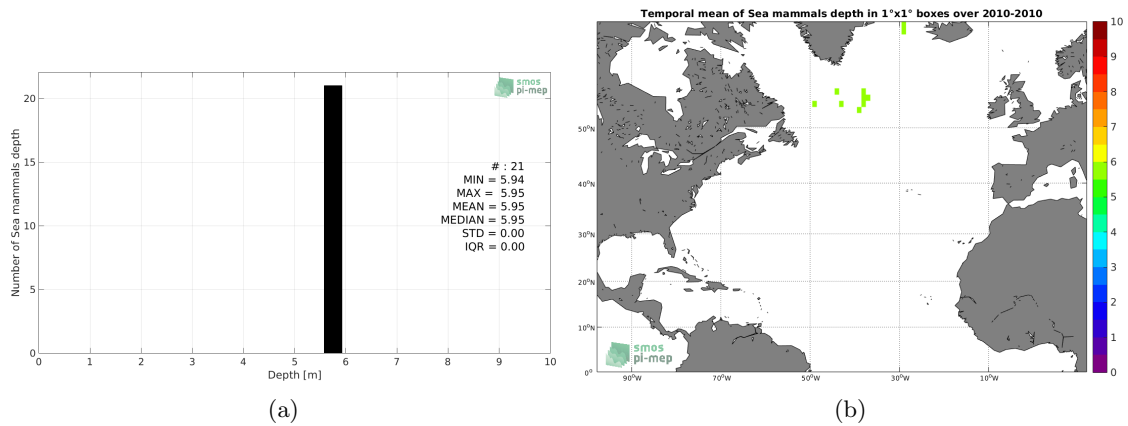 Number of Sea mammals depth
20
15
10
5
0
smos
pi-mep
# : 21
MIN = 5.94
MAX = 5.95
MEAN = 5.95
MEDIAN = 5.95
STD = 0.00
IQR = 0.00
0 1 2 3 4 5 6 7 8 9 10
Depth [m]
(a)
Temporal mean of Sea mammals depth in 1°x1° boxes over 2010-2010
50°N
40°N
30°N
20°N
10°N
0°
smos
pi-mep
90°W 70°W 50°W 30°W 10°W
10
9
8
7
6
5
4
3
2
1
0
(b)